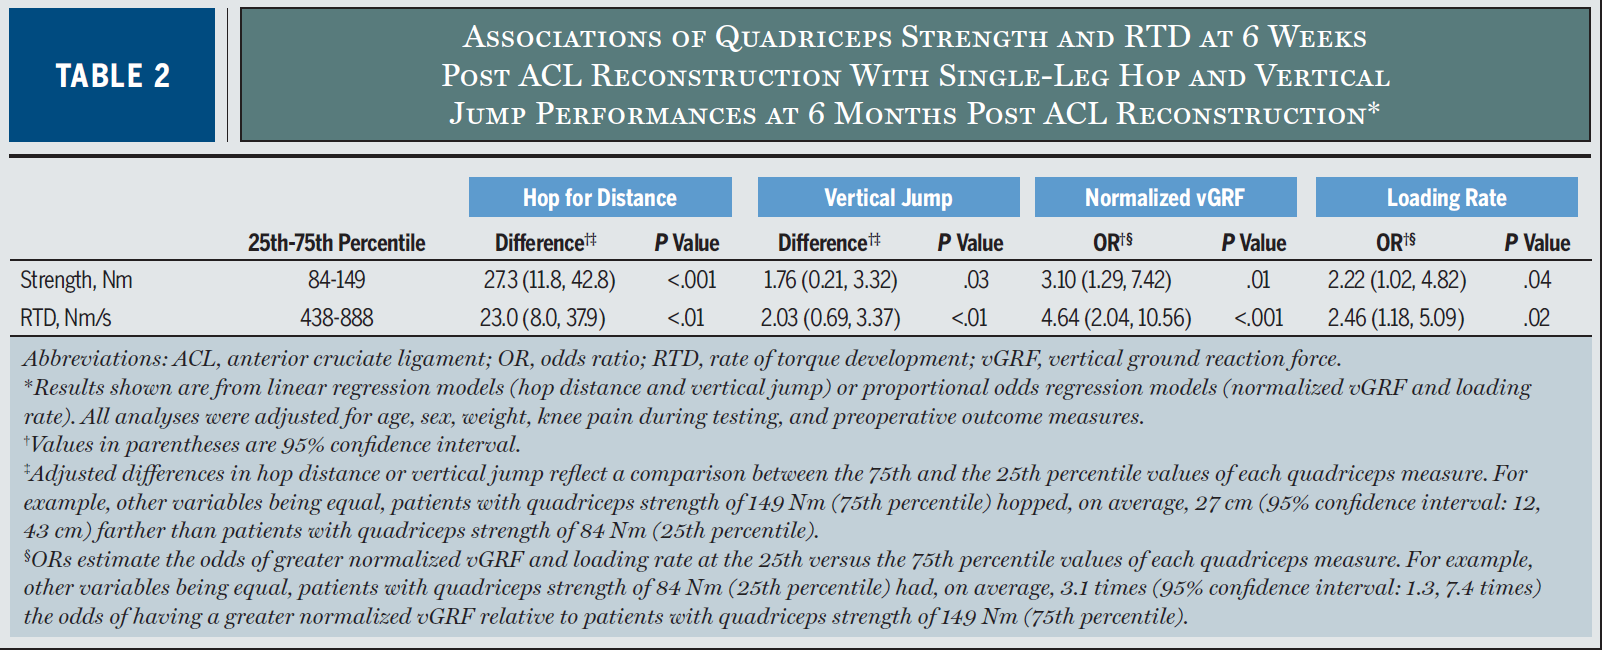 TABLE 2
Associations of Quadriceps Strength and RTD at 6 Weeks
Post ACL Reconstruction With Single-Leg Hop and Vertical
Jump Performances at 6 Months Post ACL Reconstruction*
Hop for Distance Vertical Jump Normalized vGRF Loading Rate
25th-75th Percentile Difference†‡ P Value Difference†‡ P Value OR†§ P Value OR†§ P Value
Strength, Nm 84-149 27.3 (11.8, 42.8) <.001 1.76 (0.21, 3.32) .03 3.10 (1.29, 7.42) .01 2.22 (1.02, 4.82) .04
RTD, Nm/s 438-888 23.0 (8.0, 37.9) <.01 2.03 (0.69, 3.37) <.01 4.64 (2.04, 10.56) <.001 2.46 (1.18, 5.09) .02
Abbreviations: ACL, anterior cruciate ligament; OR, odds ratio; RTD, rate of torque development; vGRF, vertical ground reaction force.
*Results shown are from linear regression models (hop distance and vertical jump) or proportional odds regression models (normalized vGRF and loading
rate). All analyses were adjusted for age, sex, weight, knee pain during testing, and preoperative outcome measures.
†Values in parentheses are 95% confidence interval.
‡Adjusted differences in hop distance or vertical jump reflect a comparison between the 75th and the 25th percentile values of each quadriceps measure. For
example, other variables being equal, patients with quadriceps strength of 149 Nm (75th percentile) hopped, on average, 27 cm (95% confidence interval: 12,
43 cm) farther than patients with quadriceps strength of 84 Nm (25th percentile).
§ORs estimate the odds of greater normalized vGRF and loading rate at the 25th versus the 75th percentile values of each quadriceps measure. For example,
other variables being equal, patients with quadriceps strength of 84 Nm (25th percentile) had, on average, 3.1 times (95% confidence interval: 1.3, 7.4 times)
the odds of having a greater normalized vGRF relative to patients with quadriceps strength of 149 Nm (75th percentile).